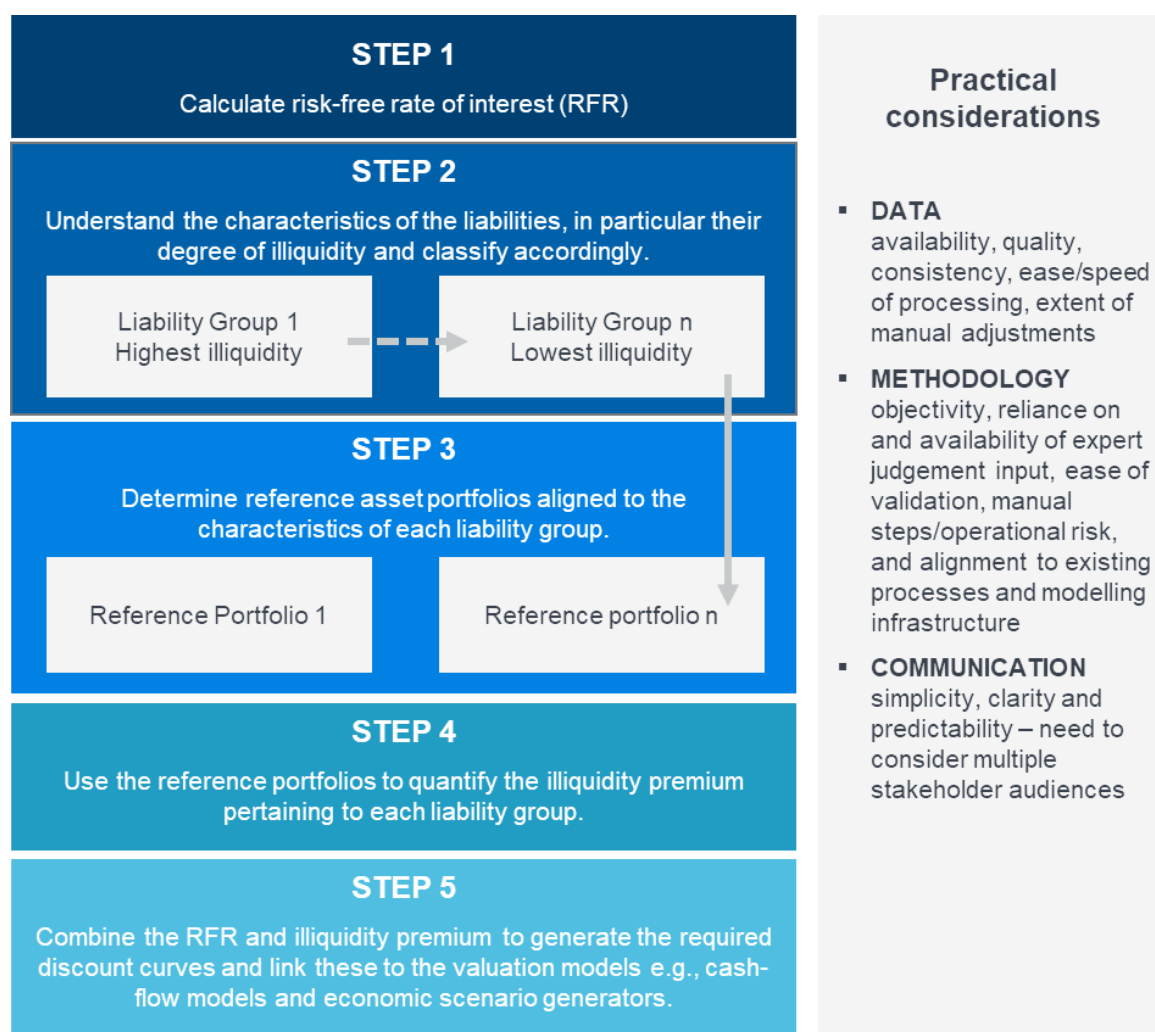 STEP 1
Calculate risk-free rate of interest (RFR)
STEP 2
Understand the characteristics of the liabilities, in particular their
degree of illiquidity and classify accordingly.
Liability Group 1
Highest illiquidity
Liability Group n
Lowest illiquidity
STEP 3
Determine reference asset portfolios aligned to the
characteristics of each liability group.
Reference Portfolio 1
Reference portfolio n
STEP 4
Use the reference portfolios to quantify the illiquidity premium
pertaining to each liability group.
STEP 5
Combine the RFR and illiquidity premium to generate the required
discount curves and link these to the valuation models e.g., cash-
flow models and economic scenario generators.
Practical
considerations
▪ DATA
availability, quality,
consistency, ease/speed
of processing, extent of
manual adjustments
▪ METHODOLOGY
objectivity, reliance on
and availability of expert
judgement input, ease of
validation, manual
steps/operational risk,
and alignment to existing
processes and modelling
infrastructure
▪ COMMUNICATION
simplicity, clarity and
predictability – need to
consider multiple
stakeholder audiences